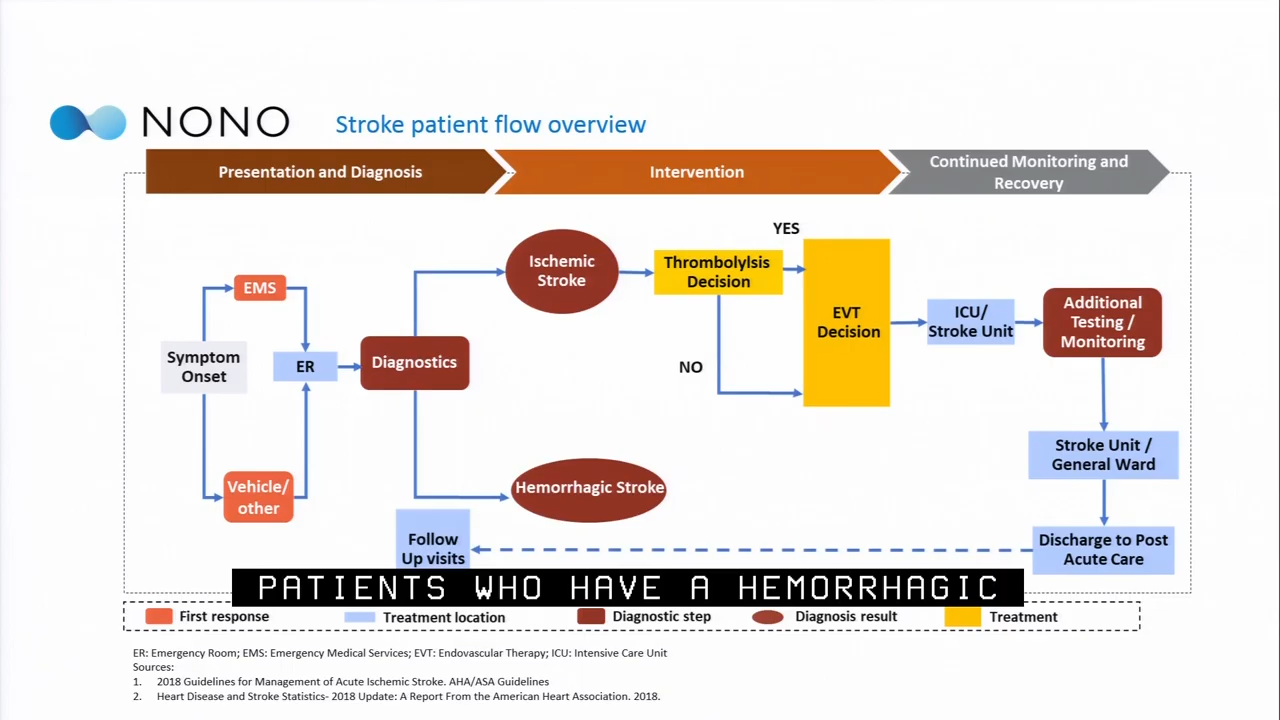 NONO
Stroke patient flow overview
Presentation and Diagnosis
Intervention
Continued Monitoring and
Recovery
YES
Ischemic
Stroke
Thrombolylsis
Decision
EMS
EVT
Decision
ICU/
Stroke Unit
Additional
Testing /
Monitoring
Symptom
Onset
ER
Diagnostics
NO
Stroke Unit /
General Ward
Vehicle/
other
Hemorrhagic Stroke
Follow
Up visits
Discharge to Post
Acute Care
PATIENTS WHO HAVE A HEMORRHAGIC
First response
Treatment location
Diagnostic step
Diagnosis result
Treatment
ER: Emergency Room; EMS: Emergency Medical Services; EVT: Endovascular Therapy; ICU: Intensive Care Unit
Sources:
1. 2018 Guidelines for Management of Acute Ischemic Stroke. AHA/ASA Guidelines
2. Heart Disease and Stroke Statistics- 2018 Update: A Report From the American Heart Association. 2018.